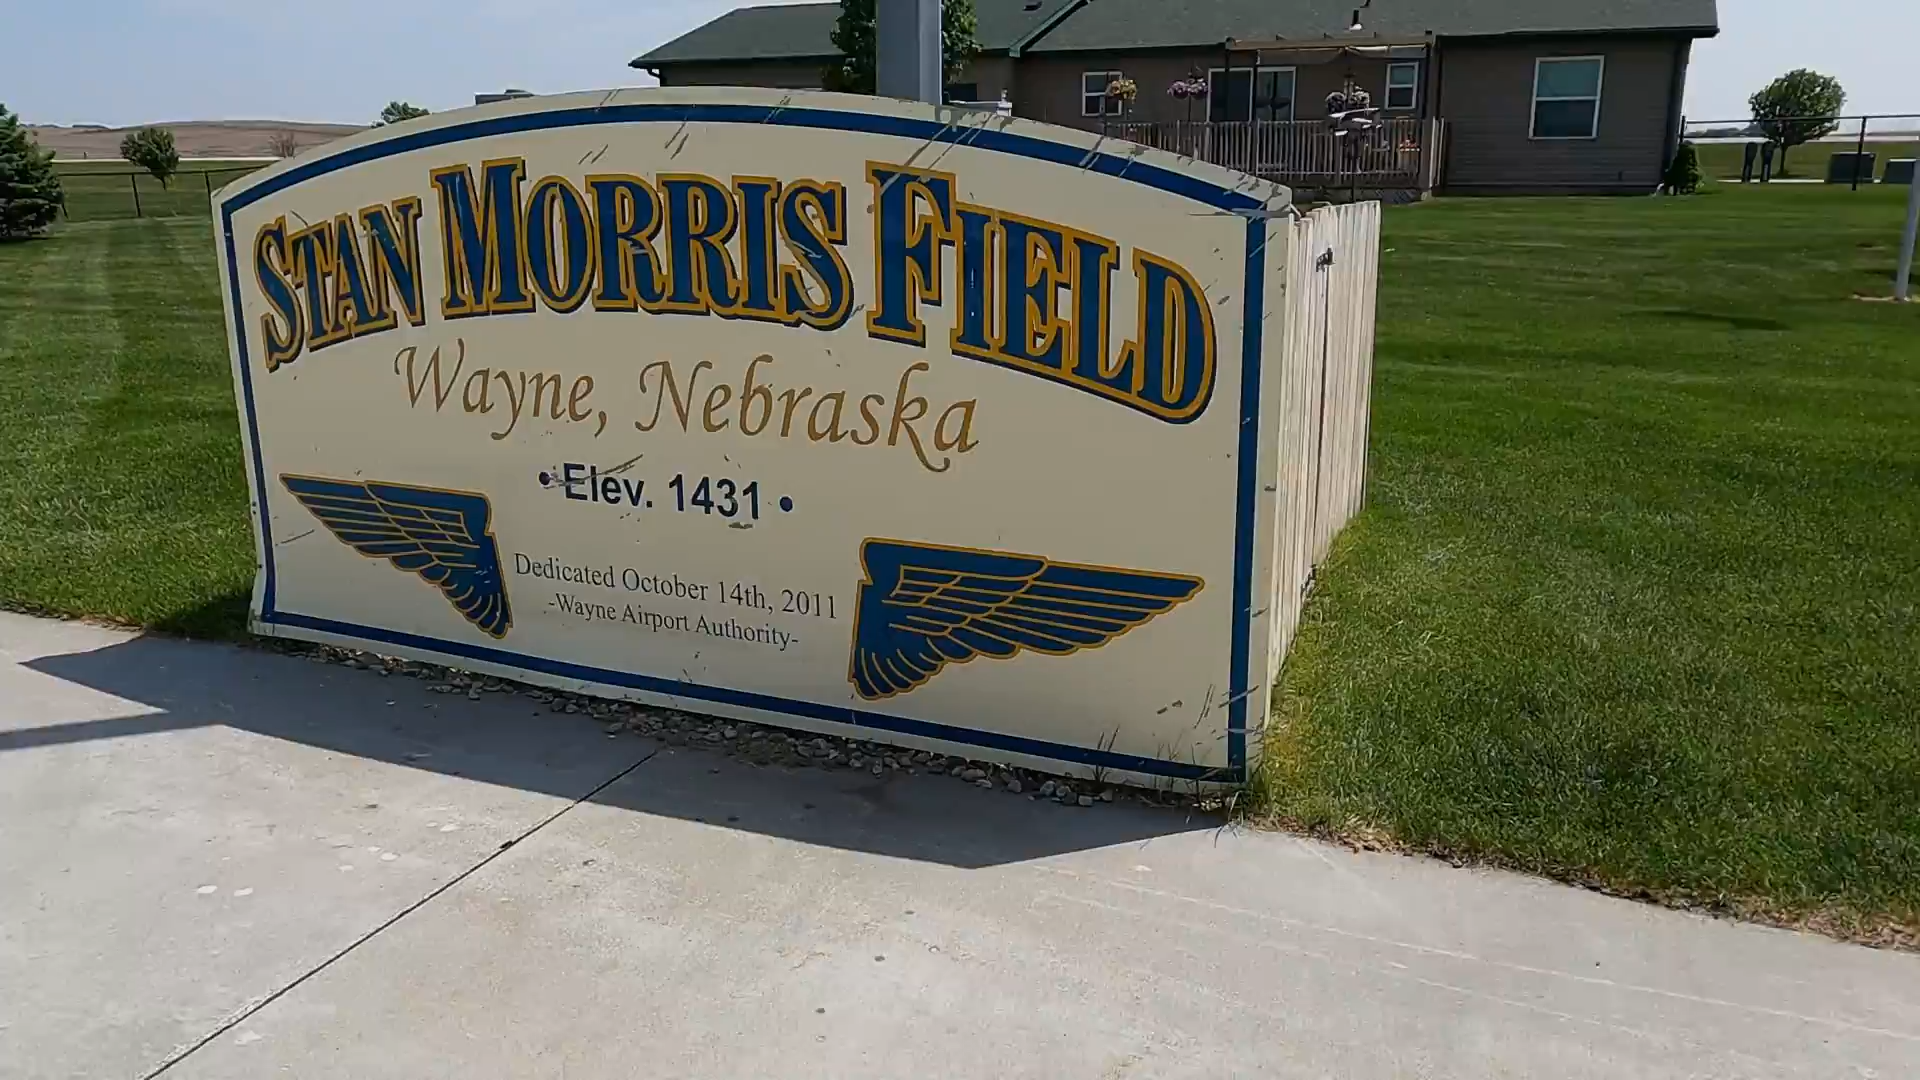 STAN MORRIS FIELD
Wayne, Nebraska
• Elev. 1431 •
Dedicated October 14th, 2011
-Wayne Airport Authority-